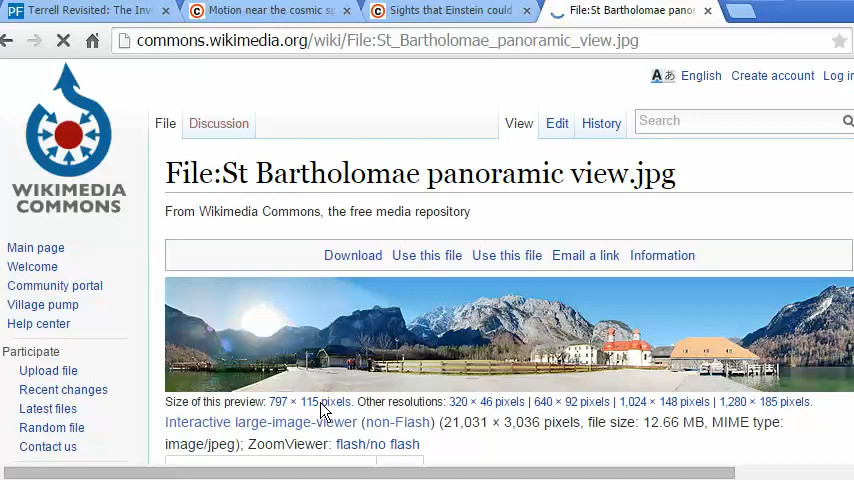 Terrell Revisited: The Invi
Motion near the cosmic sp
Sights that Einstein could
File:St Bartholomae panor
commons.wikimedia.org/wiki/File:St_Bartholomae_panoramic_view.jpg
English Create account Log in
File Discussion View Edit History Search
WIKIMEDIA
COMMONS
File:St Bartholomae panoramic view.jpg
From Wikimedia Commons, the free media repository
Main page
Welcome
Community portal
Village pump
Help center
Download Use this file Use this file Email a link Information
Participate
Upload file
Recent changes
Latest files
Random file
Contact us
Size of this preview: 797 × 115 pixels. Other resolutions: 320 × 46 pixels | 640 × 92 pixels | 1,024 × 148 pixels | 1,280 × 185 pixels.
Interactive large-image-viewer (non-Flash) (21,031 × 3,036 pixels, file size: 12.66 MB, MIME type:
image/jpeg); ZoomViewer: flash/no flash